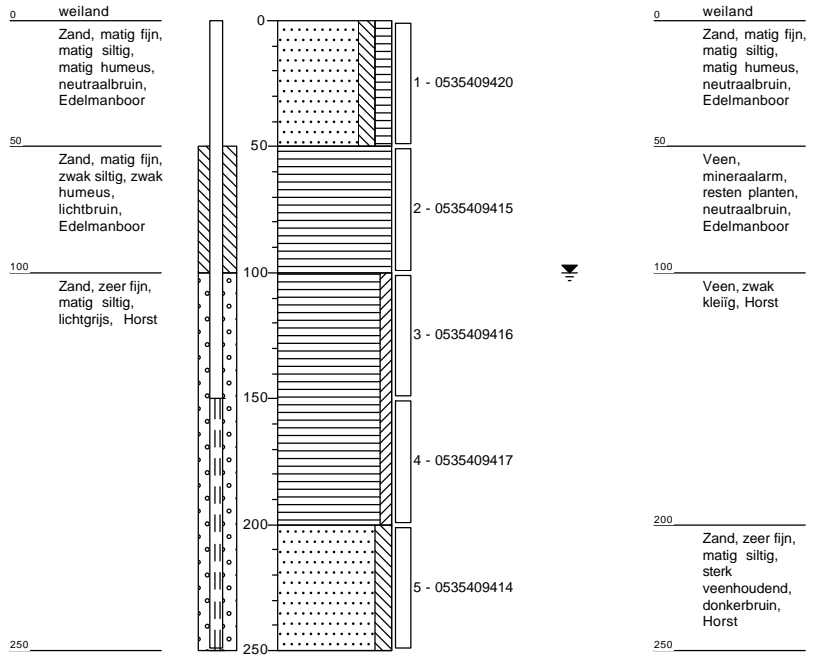 0 weiland
Zand, matig fijn,
matig siltig,
matig humeus,
neutraalbruin,
Edelmanboor
50
Zand, matig fijn,
zwak siltig, zwak
humeus,
lichtbruin,
Edelmanboor
100
Zand, zeer fijn,
matig siltig,
lichtgrijs, Horst
250
0
50
100
150
200
250
1 - 0535409420
2 - 0535409415
3 - 0535409416
4 - 0535409417
5 - 0535409414
0 weiland
Zand, matig fijn,
matig siltig,
matig humeus,
neutraalbruin,
Edelmanboor
50
Veen,
mineraalarm,
resten planten,
neutraalbruin,
Edelmanboor
100
Veen, zwak
kleiïg, Horst
200
Zand, zeer fijn,
matig siltig,
sterk
veenhoudend,
donkerbruin,
Horst
250